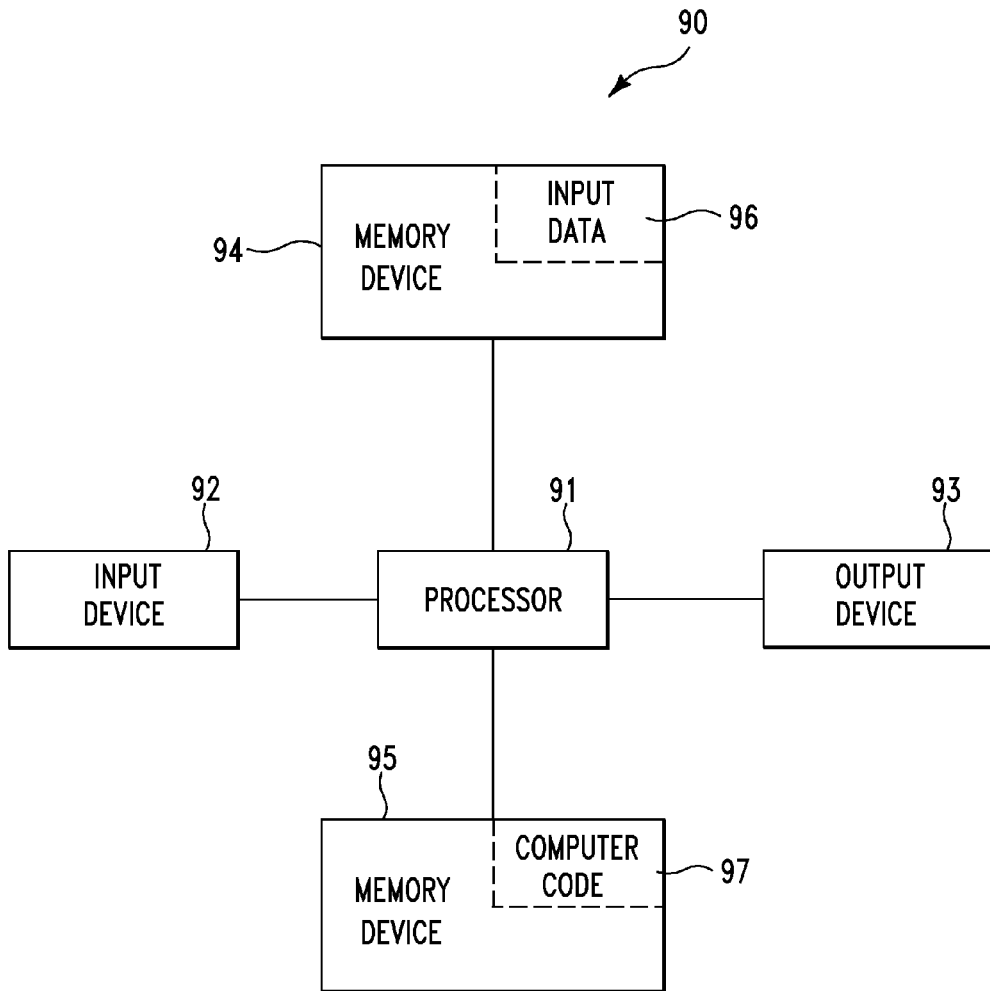 90
INPUT
DATA
96
94
MEMORY
DEVICE
92
91
93
INPUT
DEVICE
PROCESSOR
OUTPUT
DEVICE
95
COMPUTER
CODE
97
MEMORY
DEVICE